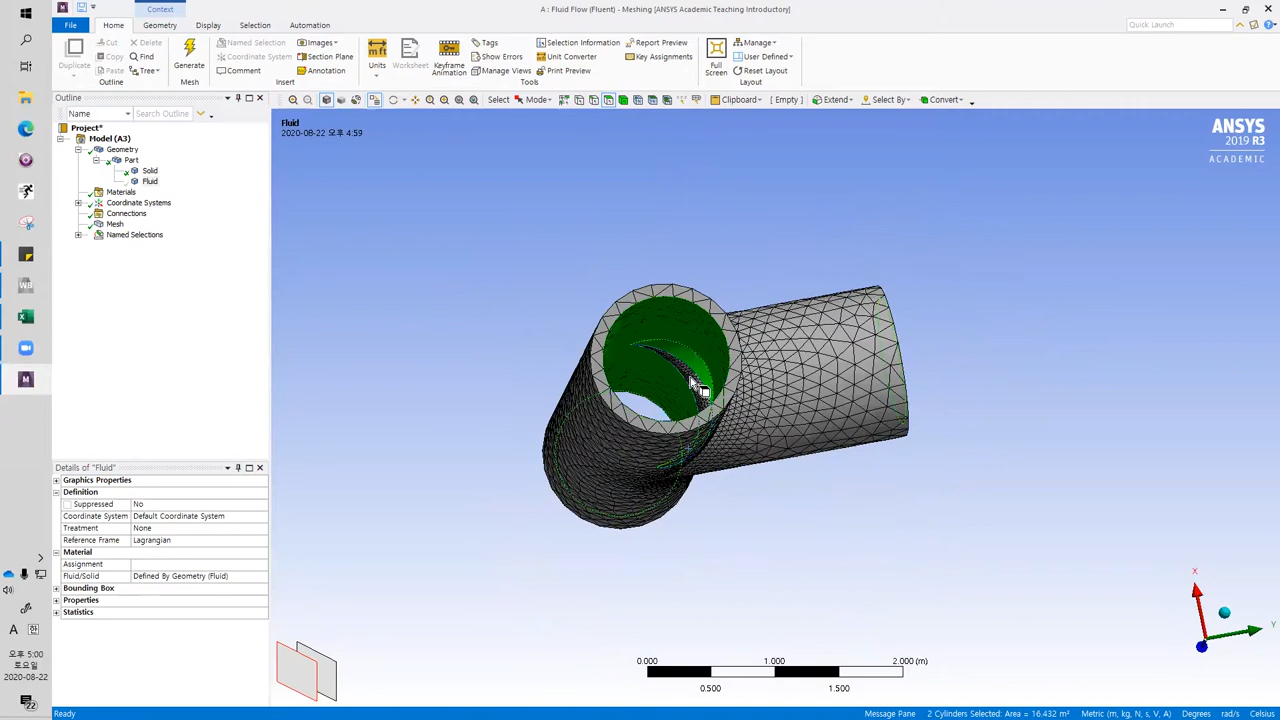 Context
A : Fluid Flow (Fluent) - Meshing [ANSYS Academic Teaching Introductory]
File
Home
Geometry
Display
Selection
Automation
Quick Launch
Duplicate
Cut
Copy
Paste
Delete
Find
Tree
Outline
Generate
Mesh
Named Selection
Coordinate System
Comment
Images
Section Plane
Annotation
Insert
Units
Worksheet
Keyframe
Animation
Tags
Show Errors
Manage Views
Selection Information
Unit Converter
Print Preview
Report Preview
Key Assignments
Tools
Full
Screen
Manage
User Defined
Reset Layout
Layout
Select
Mode
Clipboard
[ Empty ]
Extend
Select By
Convert
Outline
Name
Search Outline
Project*
Model (A3)
Geometry
Part
Solid
Fluid
Materials
Coordinate Systems
Connections
Mesh
Named Selections
Fluid
2020-08-22 오후 4:59
ANSYS
2019 R3
ACADEMIC
Details of "Fluid"
Graphics Properties
Definition
Suppressed No
Coordinate System Default Coordinate System
Treatment None
Reference Frame Lagrangian
Material
Assignment
Fluid/Solid Defined By Geometry (Fluid)
Bounding Box
Properties
Statistics
0.000 1.000 2.000 (m)
0.500 1.500
X
Y
WB
M
A 한
오후 5:00
토요일
2020-08-22
22
Ready
Message Pane
2 Cylinders Selected: Area = 16.432 m²
Metric (m, kg, N, s, V, A)
Degrees
rad/s
Celsius